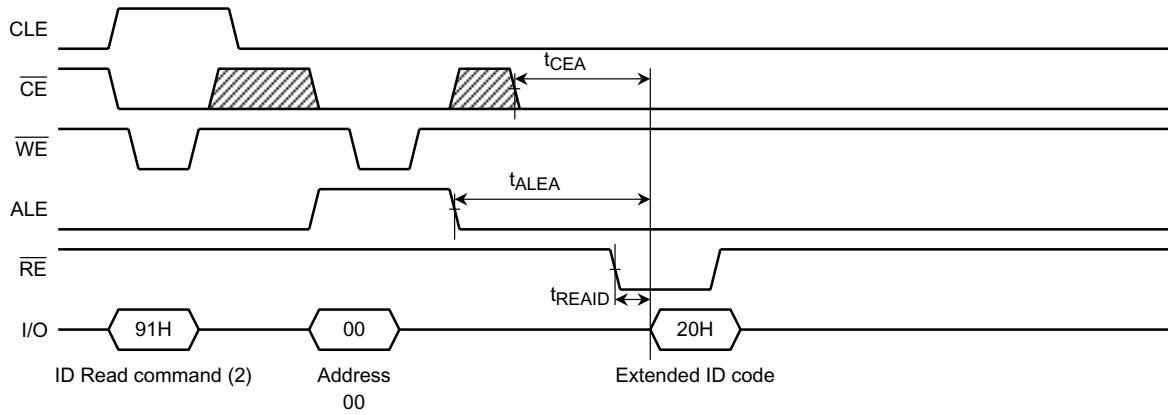 CLE
tCEA
CE
WE
tALEA
ALE
RE
tREAID
I/O 91H 00 20H
ID Read command (2) Address Extended ID code
00